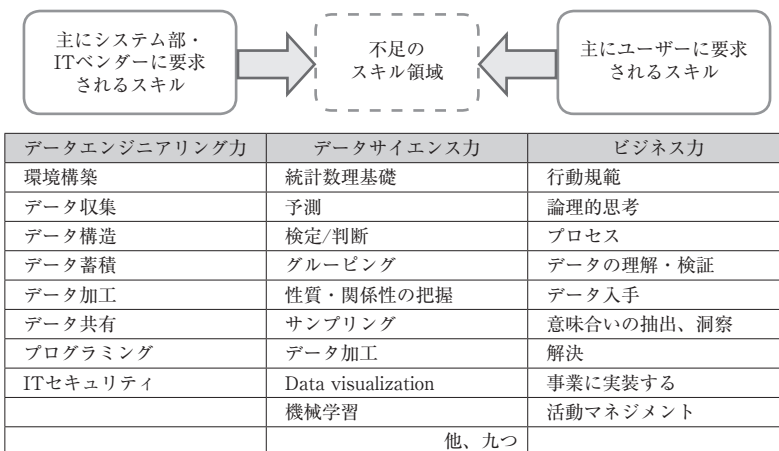 主にシステム部・
ITベンダーに要求
されるスキル
不足の
スキル領域
主にユーザーに要求
されるスキル
データエンジニアリング力 データサイエンス力 ビジネス力
環境構築 統計数理基礎 行動規範
データ収集 予測 論理的思考
データ構造 検定/判断 プロセス
データ蓄積 グルーピング データの理解・検証
データ加工 性質・関係性の把握 データ入手
データ共有 サンプリング 意味合いの抽出、洞察
プログラミング データ加工 解決
ITセキュリティ Data visualization 事業に実装する
機械学習 活動マネジメント
他、九つ